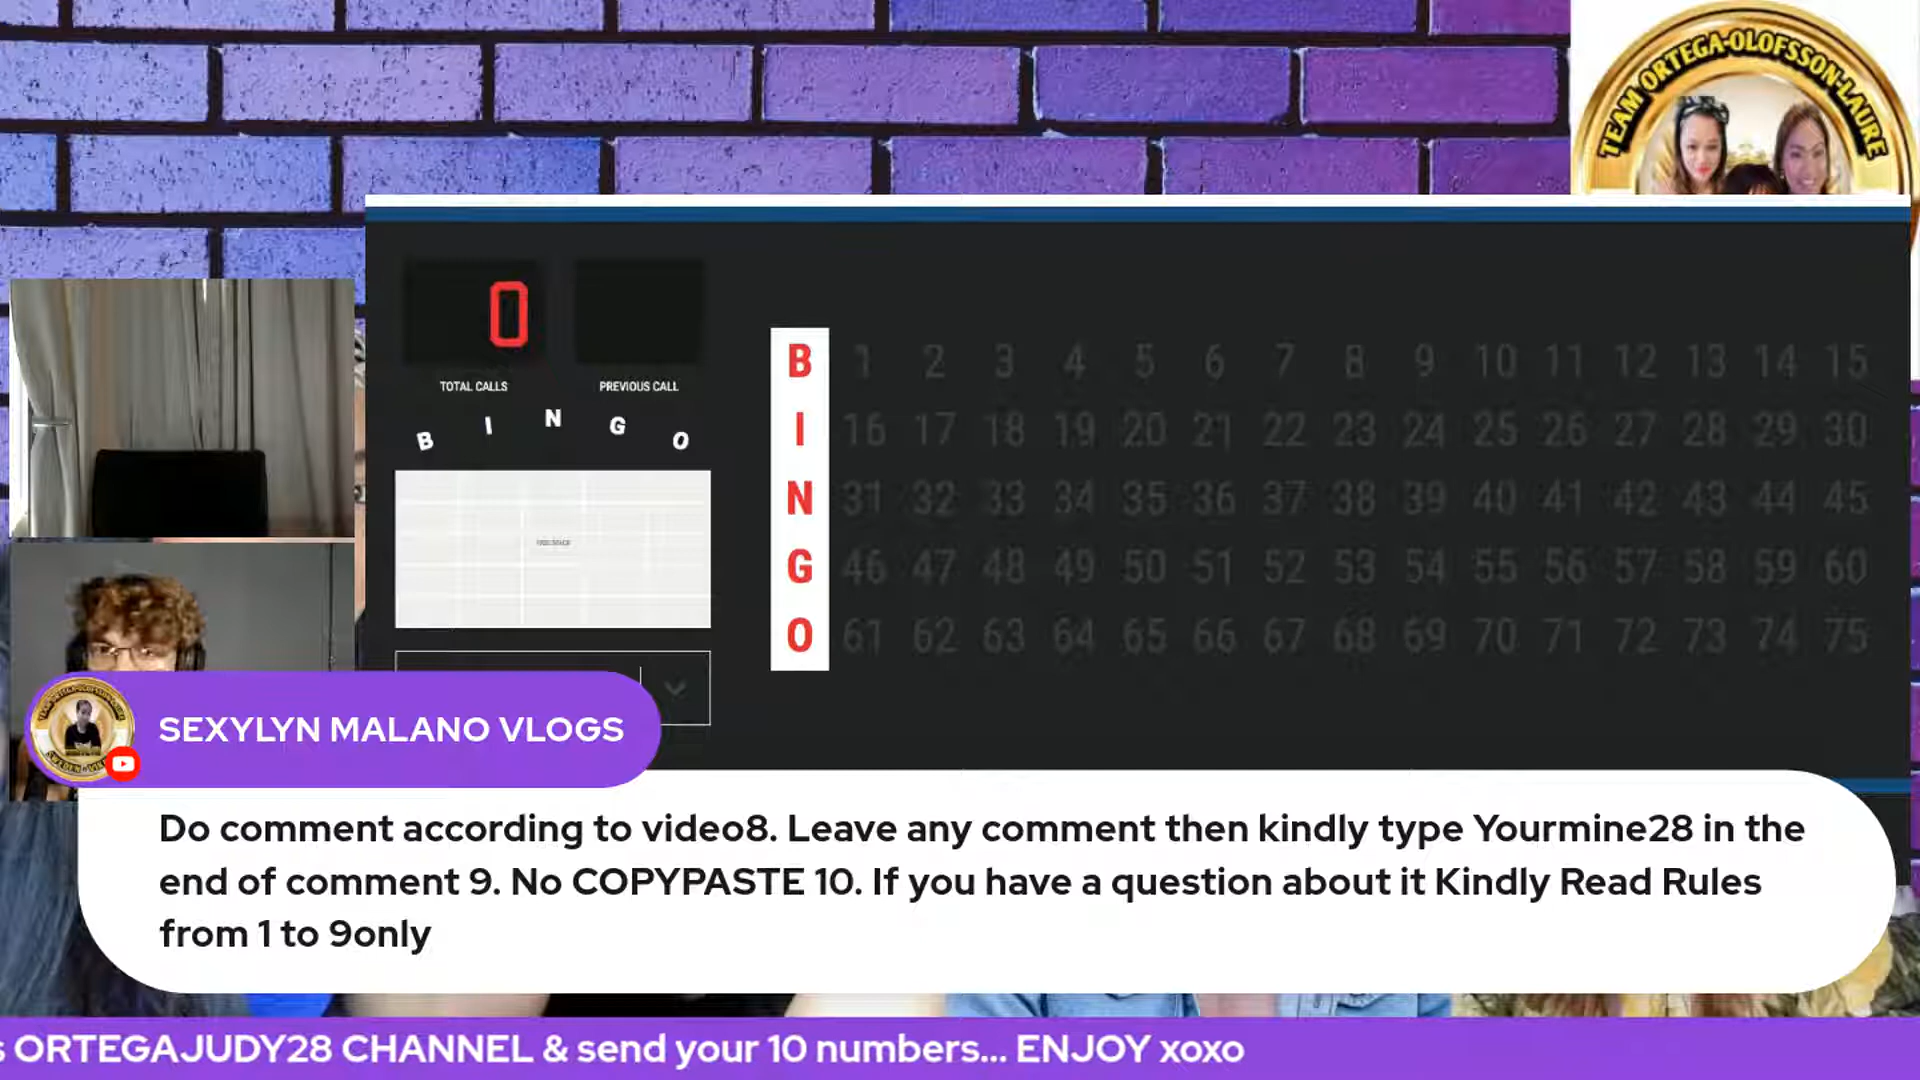 TEAM ORTEGA-OLOFSSON-LAURE
0
TOTAL CALLS
PREVIOUS CALL
B I N G O
B 1 2 3 4 5 6 7 8 9 10 11 12 13 14 15
I 16 17 18 19 20 21 22 23 24 25 26 27 28 29 30
N 31 32 33 34 35 36 37 38 39 40 41 42 43 44 45
G 46 47 48 49 50 51 52 53 54 55 56 57 58 59 60
O 61 62 63 64 65 66 67 68 69 70 71 72 73 74 75
SEXYLYN MALANO VLOGS
Do comment according to video8. Leave any comment then kindly type Yourmine28 in the
end of comment 9. No COPYPASTE 10. If you have a question about it Kindly Read Rules
from 1 to 9only
s ORTEGAJUDY28 CHANNEL & send your 10 numbers... ENJOY xoxo